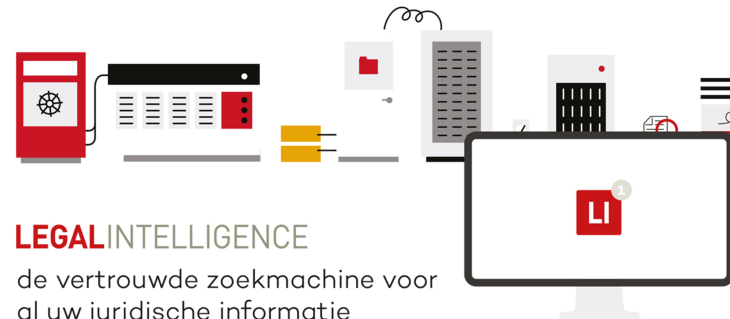 LEGALINTELLIGENCE
de vertrouwde zoekmachine voor
al uw juridische informatie
LI
1